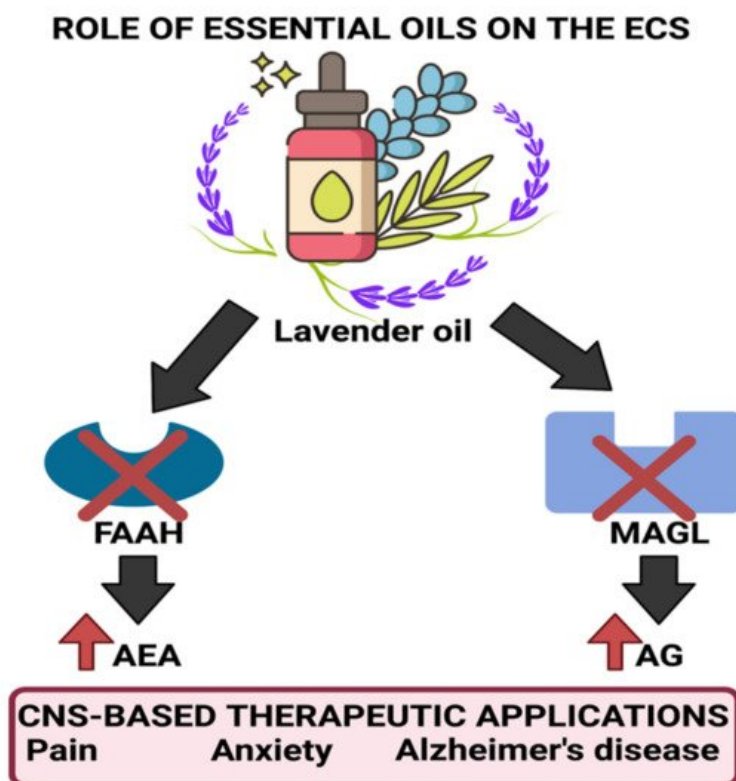 ROLE OF ESSENTIAL OILS ON THE ECS
Lavender oil
FAAH
MAGL
AEA
AG
CNS-BASED THERAPEUTIC APPLICATIONS
Pain Anxiety Alzheimer's disease